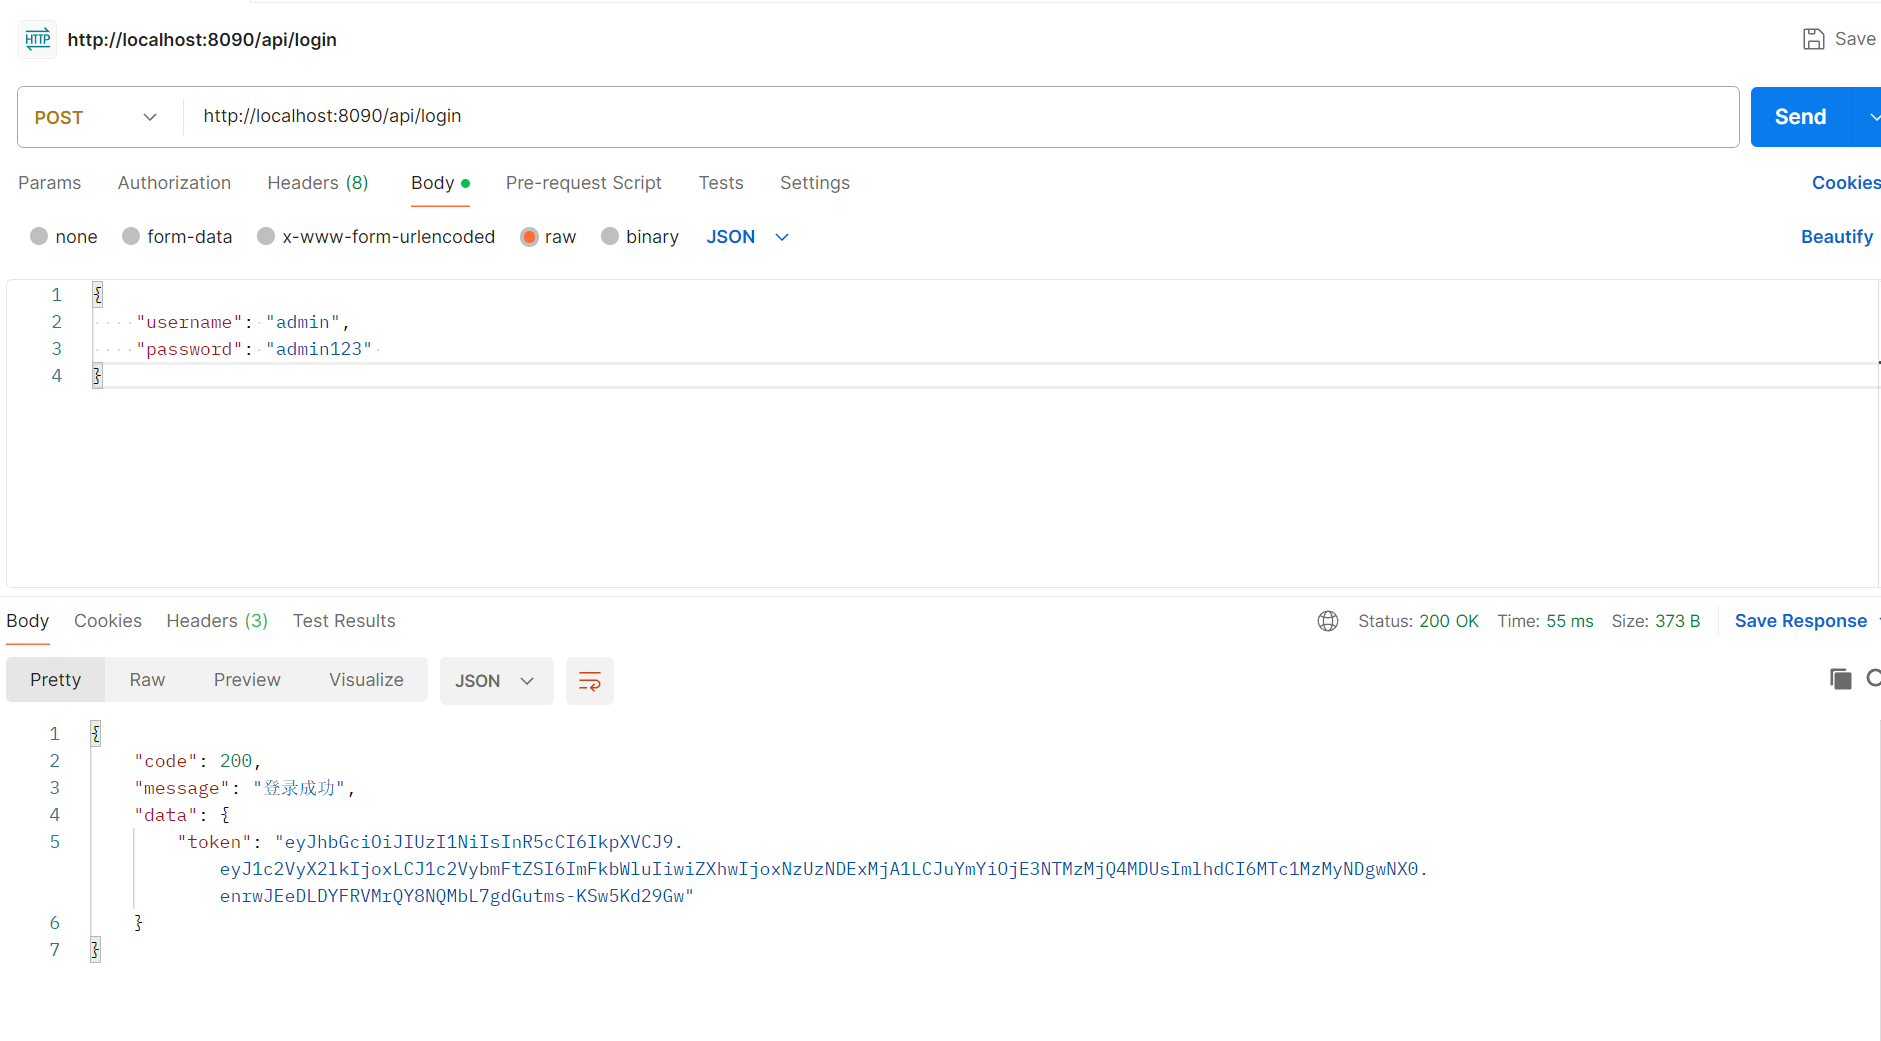 HTTP http://localhost:8090/api/login Save
POST http://localhost:8090/api/login Send
Params Authorization Headers (8) Body Pre-request Script Tests Settings Cookies
none form-data x-www-form-urlencoded raw binary JSON Beautify
1 {
2 "username": "admin",
3 "password": "admin123"
4 }
Body Cookies Headers (3) Test Results Status: 200 OK Time: 55 ms Size: 373 B Save Response
Pretty Raw Preview Visualize JSON
1 {
2 "code": 200,
3 "message": "登录成功",
4 "data": {
5 "token": "eyJhbGciOiJIUzI1NiIsInR5cCI6IkpXVCJ9.
eyJ1c2VyX2lkIjoxLCJ1c2VybmFtZSI6ImFkbWluIiwiZXhwIjoxNzUzNDExMjA1LCJuYmYiOjE3NTMzMjQ4MDUsImlhdCI6MTc1MzMyNDgwNX0.
enrwJEeDLDYFRVMrQY8NQMbL7gdGutms-KSw5Kd29Gw"
6 }
7 }